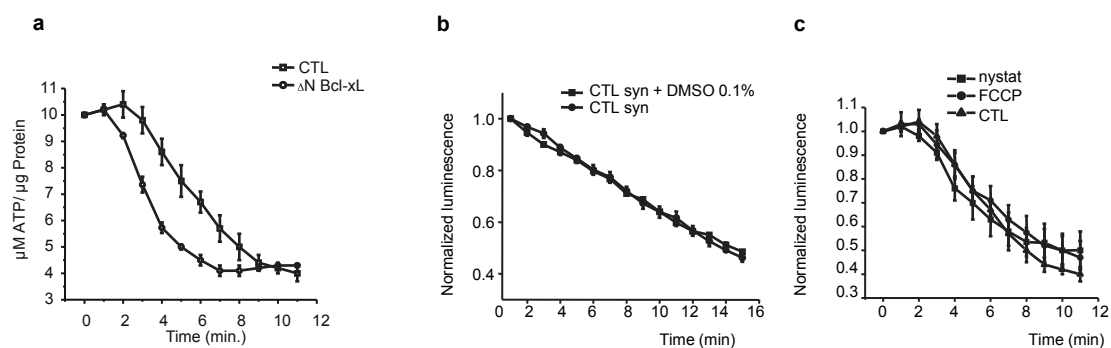 a
CTL
ΔN Bcl-xL
μM ATP/ μg Protein
11
10
9
8
7
6
5
4
3
0 2 4 6 8 10 12
Time (min.)
b
CTL syn + DMSO 0.1%
CTL syn
Normalized luminescence
1.0
0.8
0.6
0.4
0 2 4 6 8 10 12 14 16
Time (min)
c
nystat
FCCP
CTL
Normalized luminescence
1.1
1.0
0.9
0.8
0.7
0.6
0.5
0.4
0.3
0 2 4 6 8 10 12
Time (min)